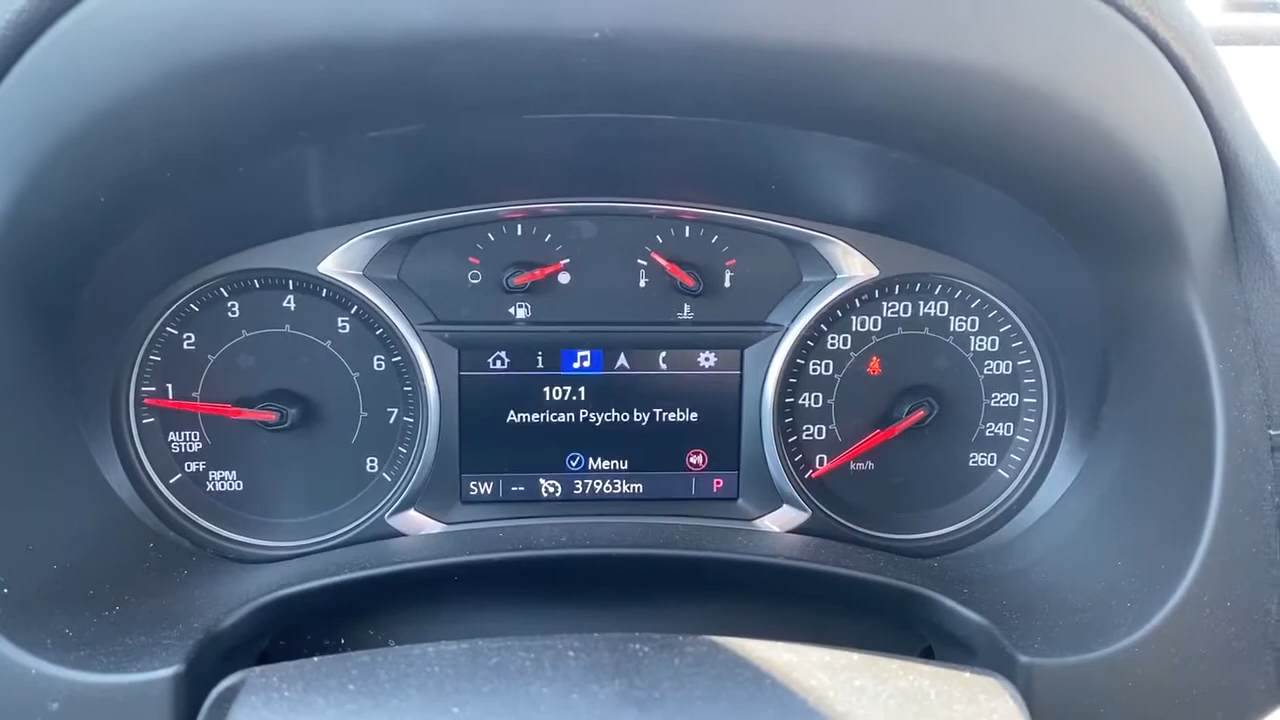 1
2
3
4
5
6
7
8
AUTO
STOP
OFF
RPM
X1000
i
107.1
American Psycho by Treble
Menu
SW -- 37963km P
0
20
40
60
80
100
120
140
160
180
200
220
240
260
km/h